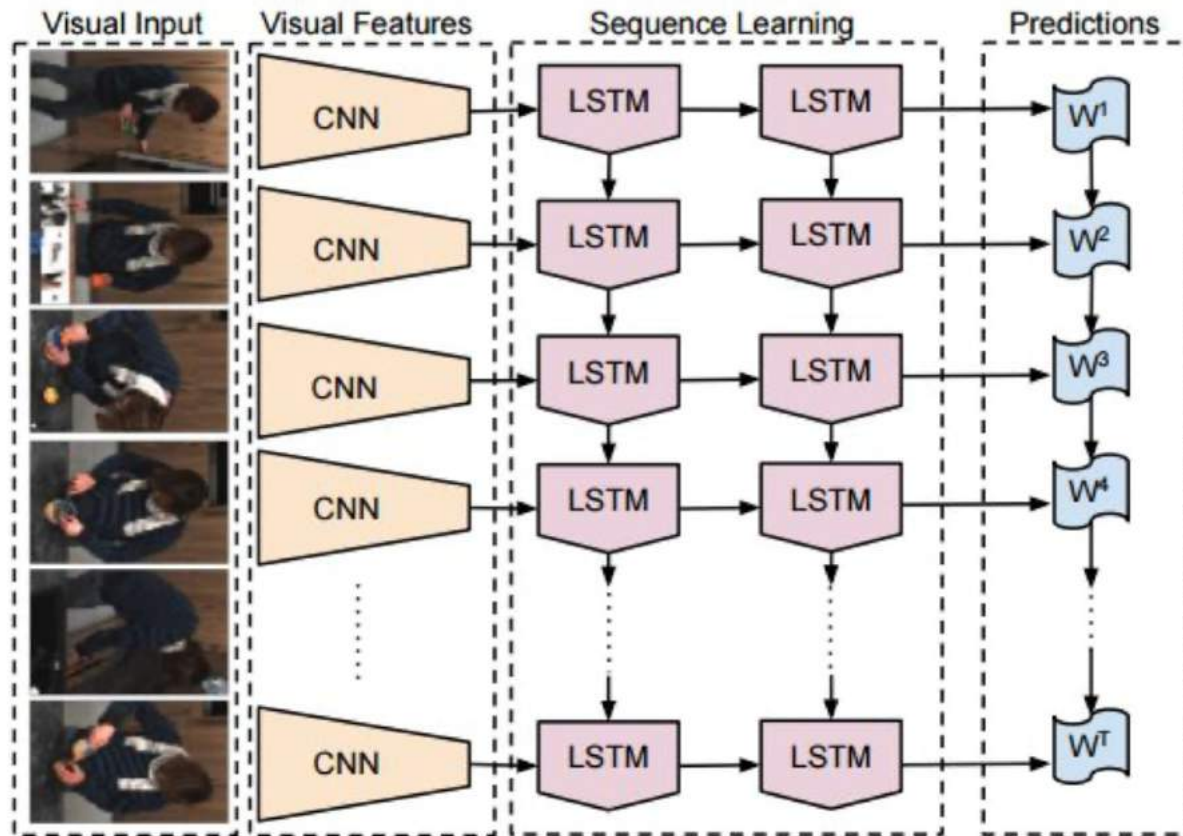 Visual Input Visual Features Sequence Learning Predictions
CNN LSTM LSTM W¹
CNN LSTM LSTM W²
CNN LSTM LSTM W³
CNN LSTM LSTM W⁴
CNN LSTM LSTM Wᵀ